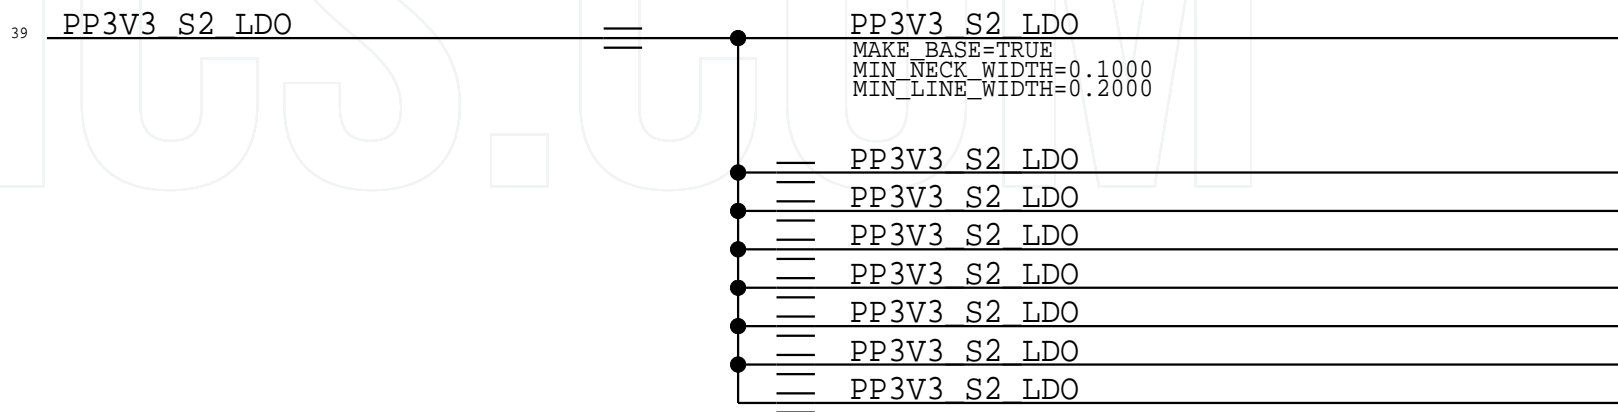 39 PP3V3_S2_LDO PP3V3_S2_LDO
MAKE_BASE=TRUE
MIN_NECK_WIDTH=0.1000
MIN_LINE_WIDTH=0.2000
PP3V3_S2_LDO
PP3V3_S2_LDO
PP3V3_S2_LDO
PP3V3_S2_LDO
PP3V3_S2_LDO
PP3V3_S2_LDO
PP3V3_S2_LDO